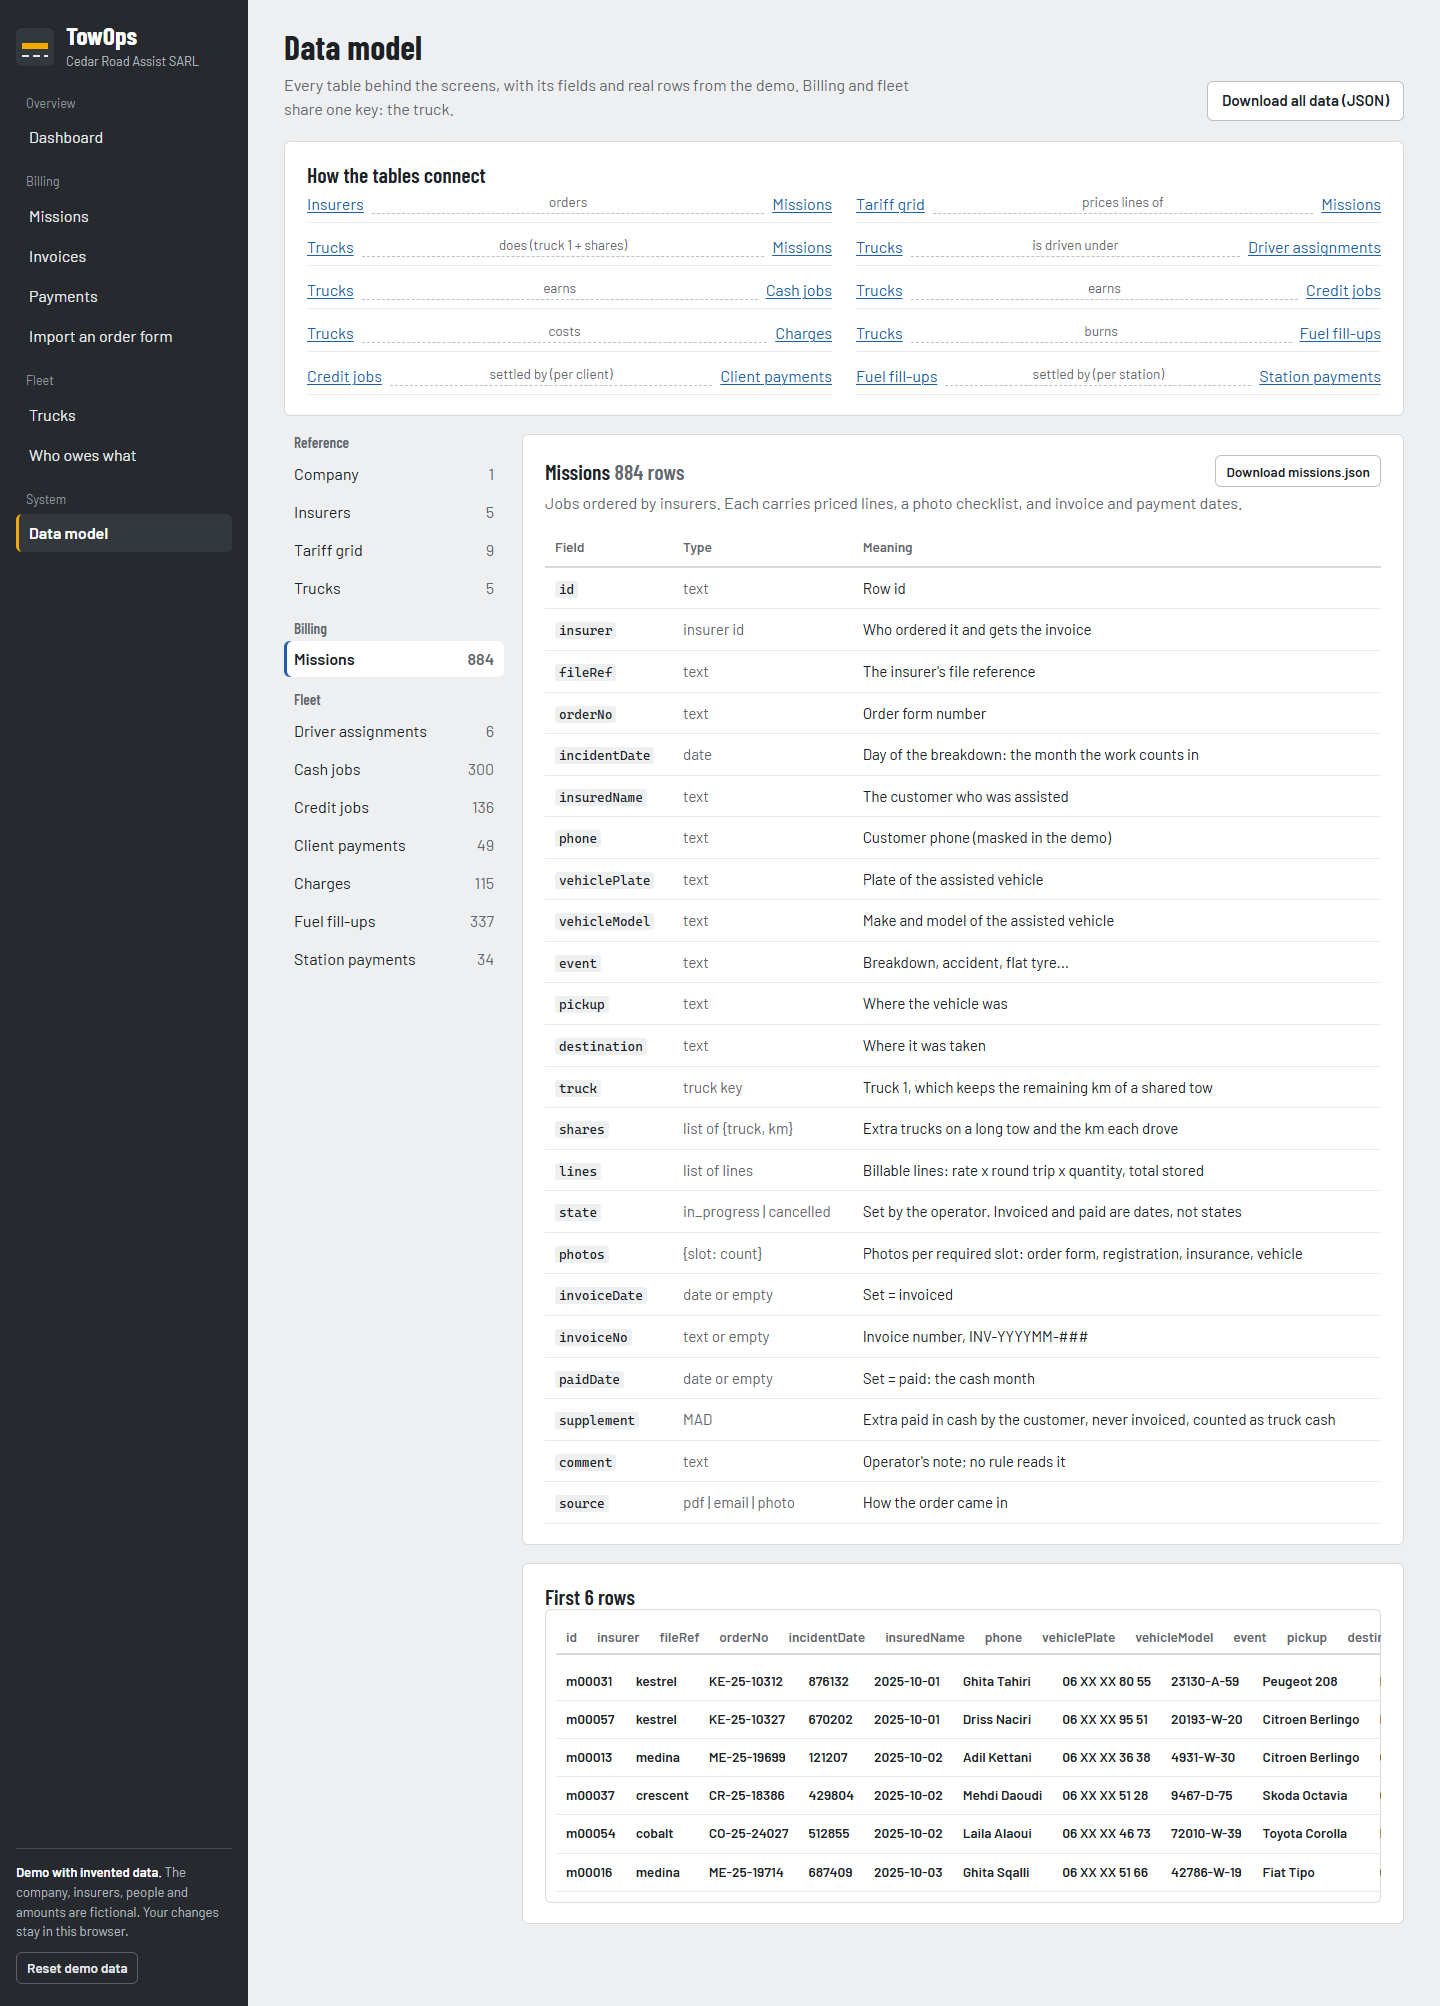 TowOps
Cedar Road Assist SARL
Overview
Dashboard
Billing
Missions
Invoices
Payments
Import an order form
Fleet
Trucks
Who owes what
System
Data model
Demo with invented data. The
company, insurers, people and
amounts are fictional. Your changes
stay in this browser.
Reset demo data
Data model
Every table behind the screens, with its fields and real rows from the demo. Billing and fleet
share one key: the truck.
Download all data (JSON)
How the tables connect
Insurers orders Missions
Tariff grid prices lines of Missions
Trucks does (truck 1 + shares) Missions
Trucks is driven under Driver assignments
Trucks earns Cash jobs
Trucks earns Credit jobs
Trucks costs Charges
Trucks burns Fuel fill-ups
Credit jobs settled by (per client) Client payments
Fuel fill-ups settled by (per station) Station payments
Reference
Company 1
Insurers 5
Tariff grid 9
Trucks 5
Billing
Missions 884
Fleet
Driver assignments 6
Cash jobs 300
Credit jobs 136
Client payments 49
Charges 115
Fuel fill-ups 337
Station payments 34
Missions 884 rows
Download missions.json
Jobs ordered by insurers. Each carries priced lines, a photo checklist, and invoice and payment dates.
Field Type Meaning
id text Row id
insurer insurer id Who ordered it and gets the invoice
fileRef text The insurer's file reference
orderNo text Order form number
incidentDate date Day of the breakdown: the month the work counts in
insuredName text The customer who was assisted
phone text Customer phone (masked in the demo)
vehiclePlate text Plate of the assisted vehicle
vehicleModel text Make and model of the assisted vehicle
event text Breakdown, accident, flat tyre...
pickup text Where the vehicle was
destination text Where it was taken
truck truck key Truck 1, which keeps the remaining km of a shared tow
shares list of {truck, km} Extra trucks on a long tow and the km each drove
lines list of lines Billable lines: rate x round trip x quantity, total stored
state in_progress | cancelled Set by the operator. Invoiced and paid are dates, not states
photos {slot: count} Photos per required slot: order form, registration, insurance, vehicle
invoiceDate date or empty Set = invoiced
invoiceNo text or empty Invoice number, INV-YYYYMM-###
paidDate date or empty Set = paid: the cash month
supplement MAD Extra paid in cash by the customer, never invoiced, counted as truck cash
comment text Operator's note; no rule reads it
source pdf | email | photo How the order came in
First 6 rows
id insurer fileRef orderNo incidentDate insuredName phone vehiclePlate vehicleModel event pickup
m00031 kestrel KE-25-10312 876132 2025-10-01 Ghita Tahiri 06 XX XX 80 55 23130-A-59 Peugeot 208
m00057 kestrel KE-25-10327 670202 2025-10-01 Driss Naciri 06 XX XX 95 51 20193-W-20 Citroen Berlingo
m00013 medina ME-25-19699 121207 2025-10-02 Adil Kettani 06 XX XX 36 38 4931-W-30 Citroen Berlingo
m00037 crescent CR-25-18386 429804 2025-10-02 Mehdi Daoudi 06 XX XX 51 28 9467-D-75 Skoda Octavia
m00054 cobalt CO-25-24027 512855 2025-10-02 Laila Alaoui 06 XX XX 46 73 72010-W-39 Toyota Corolla
m00016 medina ME-25-19714 687409 2025-10-03 Ghita Sqalli 06 XX XX 51 66 42786-W-19 Fiat Tipo